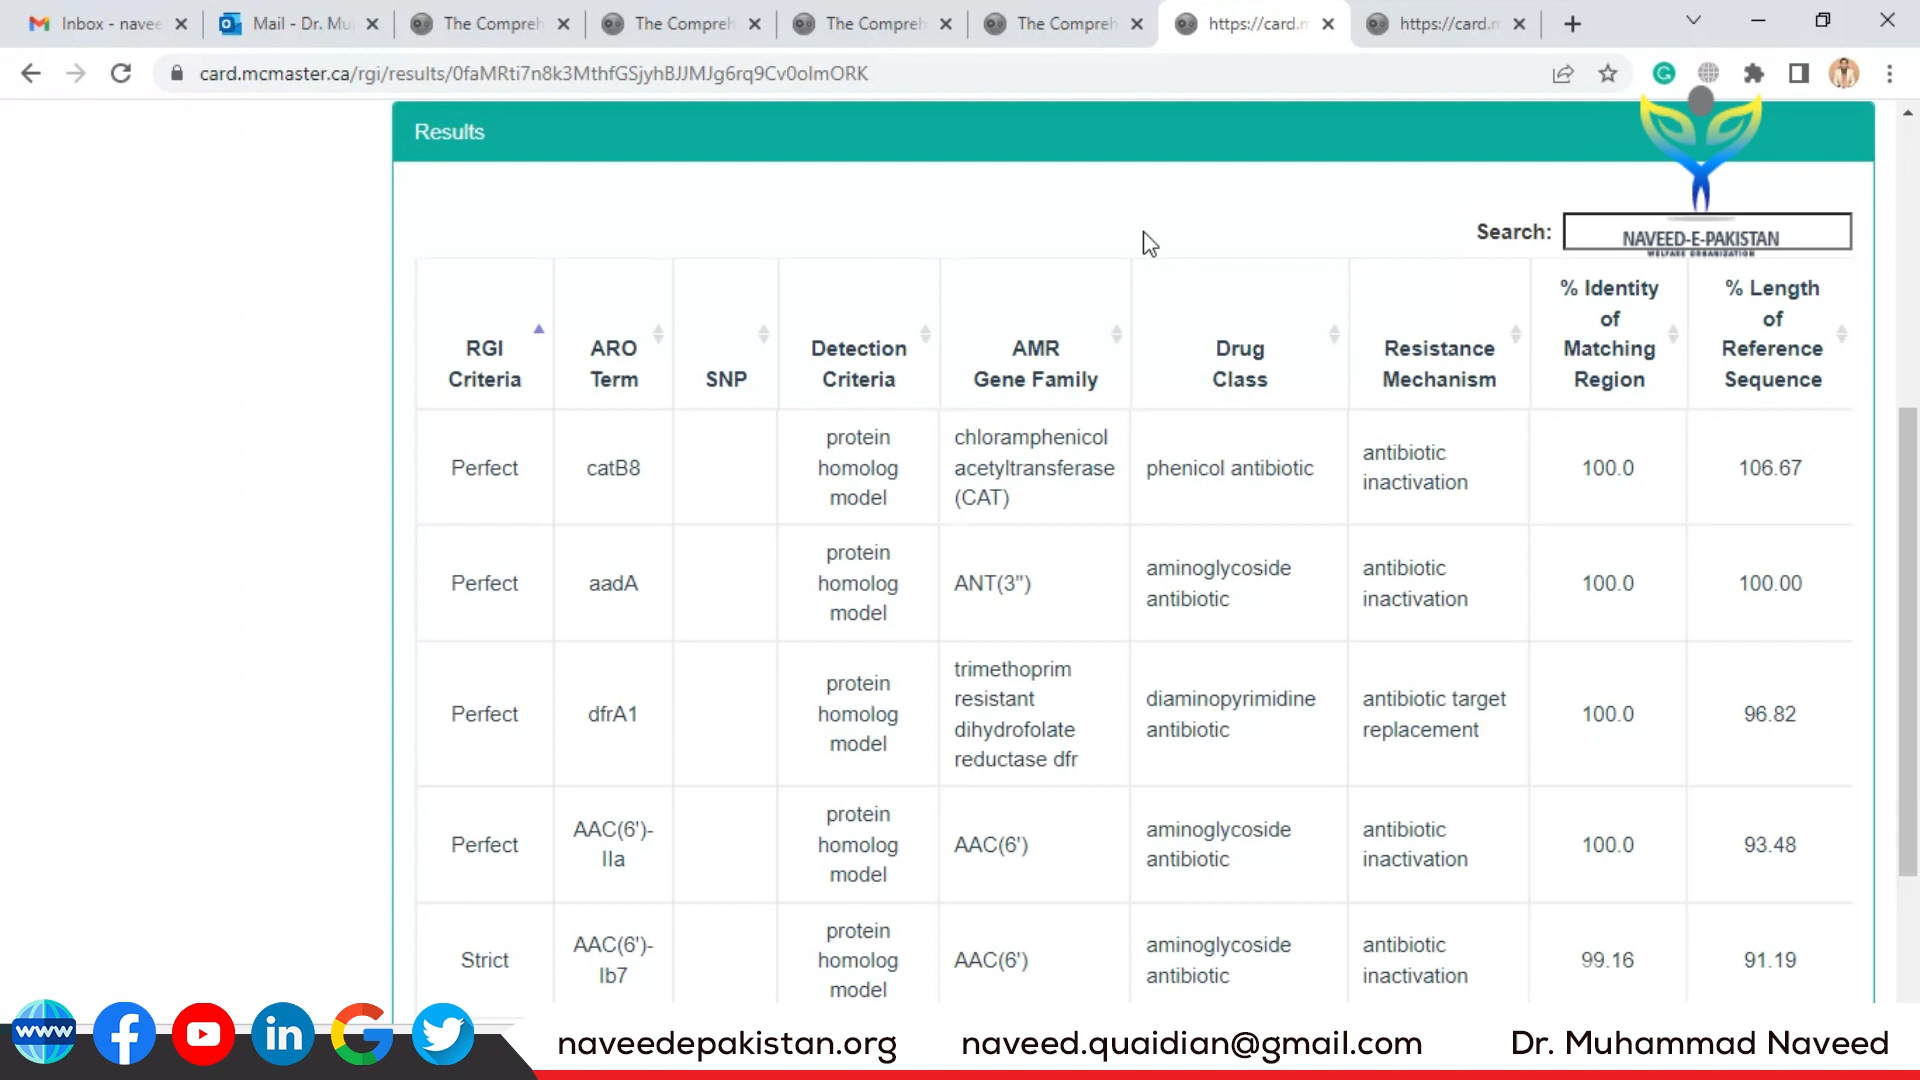 Inbox - navee
Mail - Dr. Mu
The Compreh
The Compreh
The Compreh
The Compreh
https://card.m
https://card.m
card.mcmaster.ca/rgi/results/0faMRti7n8k3MthfGSjyhBJJMJg6rq9Cv0olmORK
Results
Search:
NAVEED-E-PAKISTAN
WELFARE ORGANIZATION
RGI
Criteria
ARO
Term
SNP
Detection
Criteria
AMR
Gene Family
Drug
Class
Resistance
Mechanism
% Identity
of
Matching
Region
% Length
of
Reference
Sequence
Perfect
catB8
protein
homolog
model
chloramphenicol
acetyltransferase
(CAT)
phenicol antibiotic
antibiotic
inactivation
100.0
106.67
Perfect
aadA
protein
homolog
model
ANT(3")
aminoglycoside
antibiotic
antibiotic
inactivation
100.0
100.00
Perfect
dfrA1
protein
homolog
model
trimethoprim
resistant
dihydrofolate
reductase dfr
diaminopyrimidine
antibiotic
antibiotic target
replacement
100.0
96.82
Perfect
AAC(6')-
IIa
protein
homolog
model
AAC(6')
aminoglycoside
antibiotic
antibiotic
inactivation
100.0
93.48
Strict
AAC(6')-
Ib7
protein
homolog
model
AAC(6')
aminoglycoside
antibiotic
antibiotic
inactivation
99.16
91.19
www
in
naveedepakistan.org
naveed.quaidian@gmail.com
Dr. Muhammad Naveed